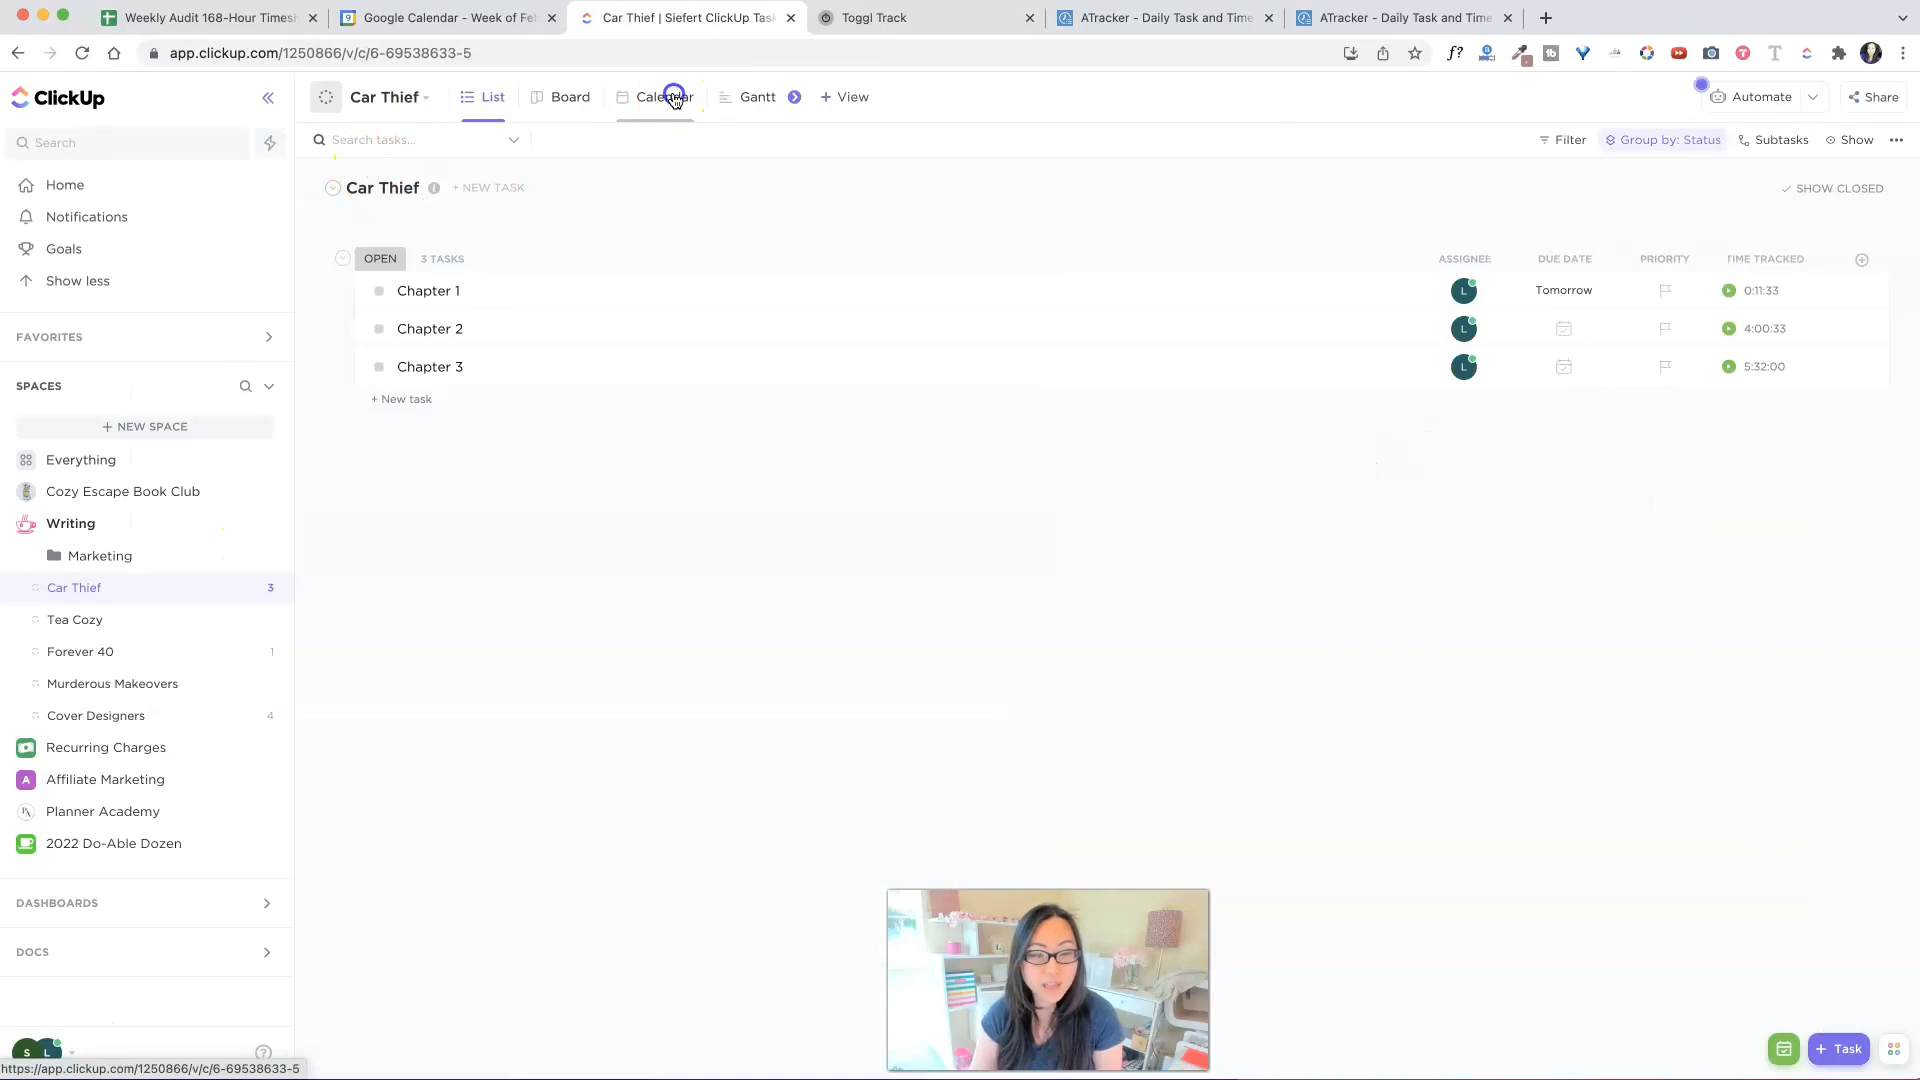 Weekly Audit 168-Hour Timesh
Google Calendar - Week of Fe
Car Thief | Siefert ClickUp Tas
Toggl Track
ATracker - Daily Task and Time
ATracker - Daily Task and Time
app.clickup.com/1250866/v/c/6-69538633-5
ClickUp
Car Thief
List
Board
Calendar
Gantt
+ View
Automate
Share
Search
Search tasks...
Filter
Group by: Status
Subtasks
Show
Home
Notifications
Goals
Show less
Car Thief
+ NEW TASK
SHOW CLOSED
OPEN
3 TASKS
ASSIGNEE
DUE DATE
PRIORITY
TIME TRACKED
Chapter 1
L
Tomorrow
0:11:33
Chapter 2
L
4:00:33
Chapter 3
L
5:32:00
+ New task
FAVORITES
SPACES
+ NEW SPACE
Everything
Cozy Escape Book Club
Writing
Marketing
Car Thief
3
Tea Cozy
Forever 40
1
Murderous Makeovers
Cover Designers
4
Recurring Charges
A
Affiliate Marketing
Planner Academy
2022 Do-Able Dozen
DASHBOARDS
DOCS
S
L
+ Task
https://app.clickup.com/1250866/v/c/6-69538633-5